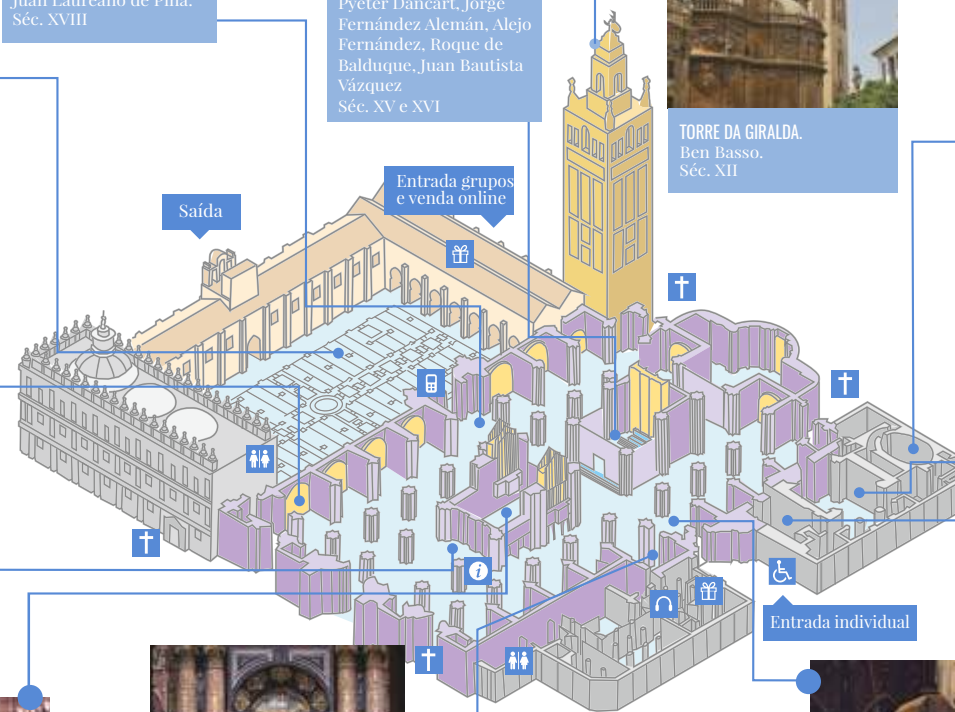 Juan Laureano de Pina.
Séc. XVIII
Pyeter Dancart, Jorge
Fernández Alemán, Alejo
Fernández, Roque de
Balduque, Juan Bautista
Vázquez
Séc. XV e XVI
TORRE DA GIRALDA.
Ben Basso.
Séc. XII
Entrada grupos
e venda online
Saída
i
Entrada individual